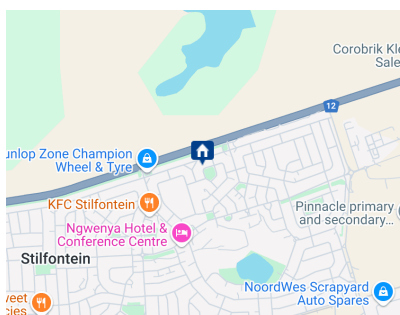 Corobrik Kle
Sale
12
unlop Zone Champion
Wheel & Tyre
KFC Stilfontein
Pinnacle primary
and secondary...
Ngwenya Hotel &
Conference Centre
Stilfontein
NoordWes Scrapyard
Auto Spares
weet
cies